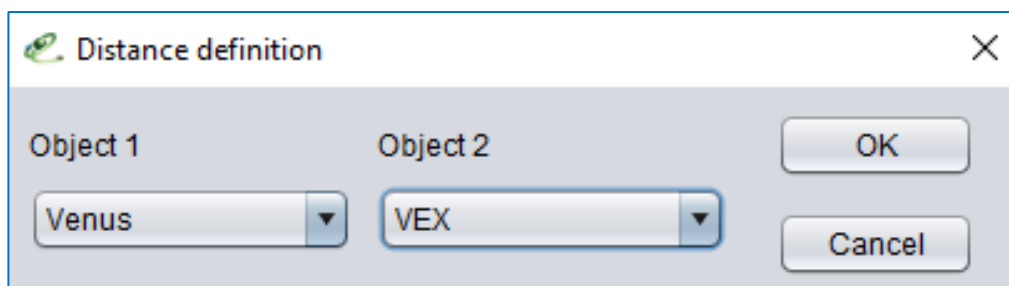 Distance definition
Object 1
Object 2
OK
Venus
VEX
Cancel